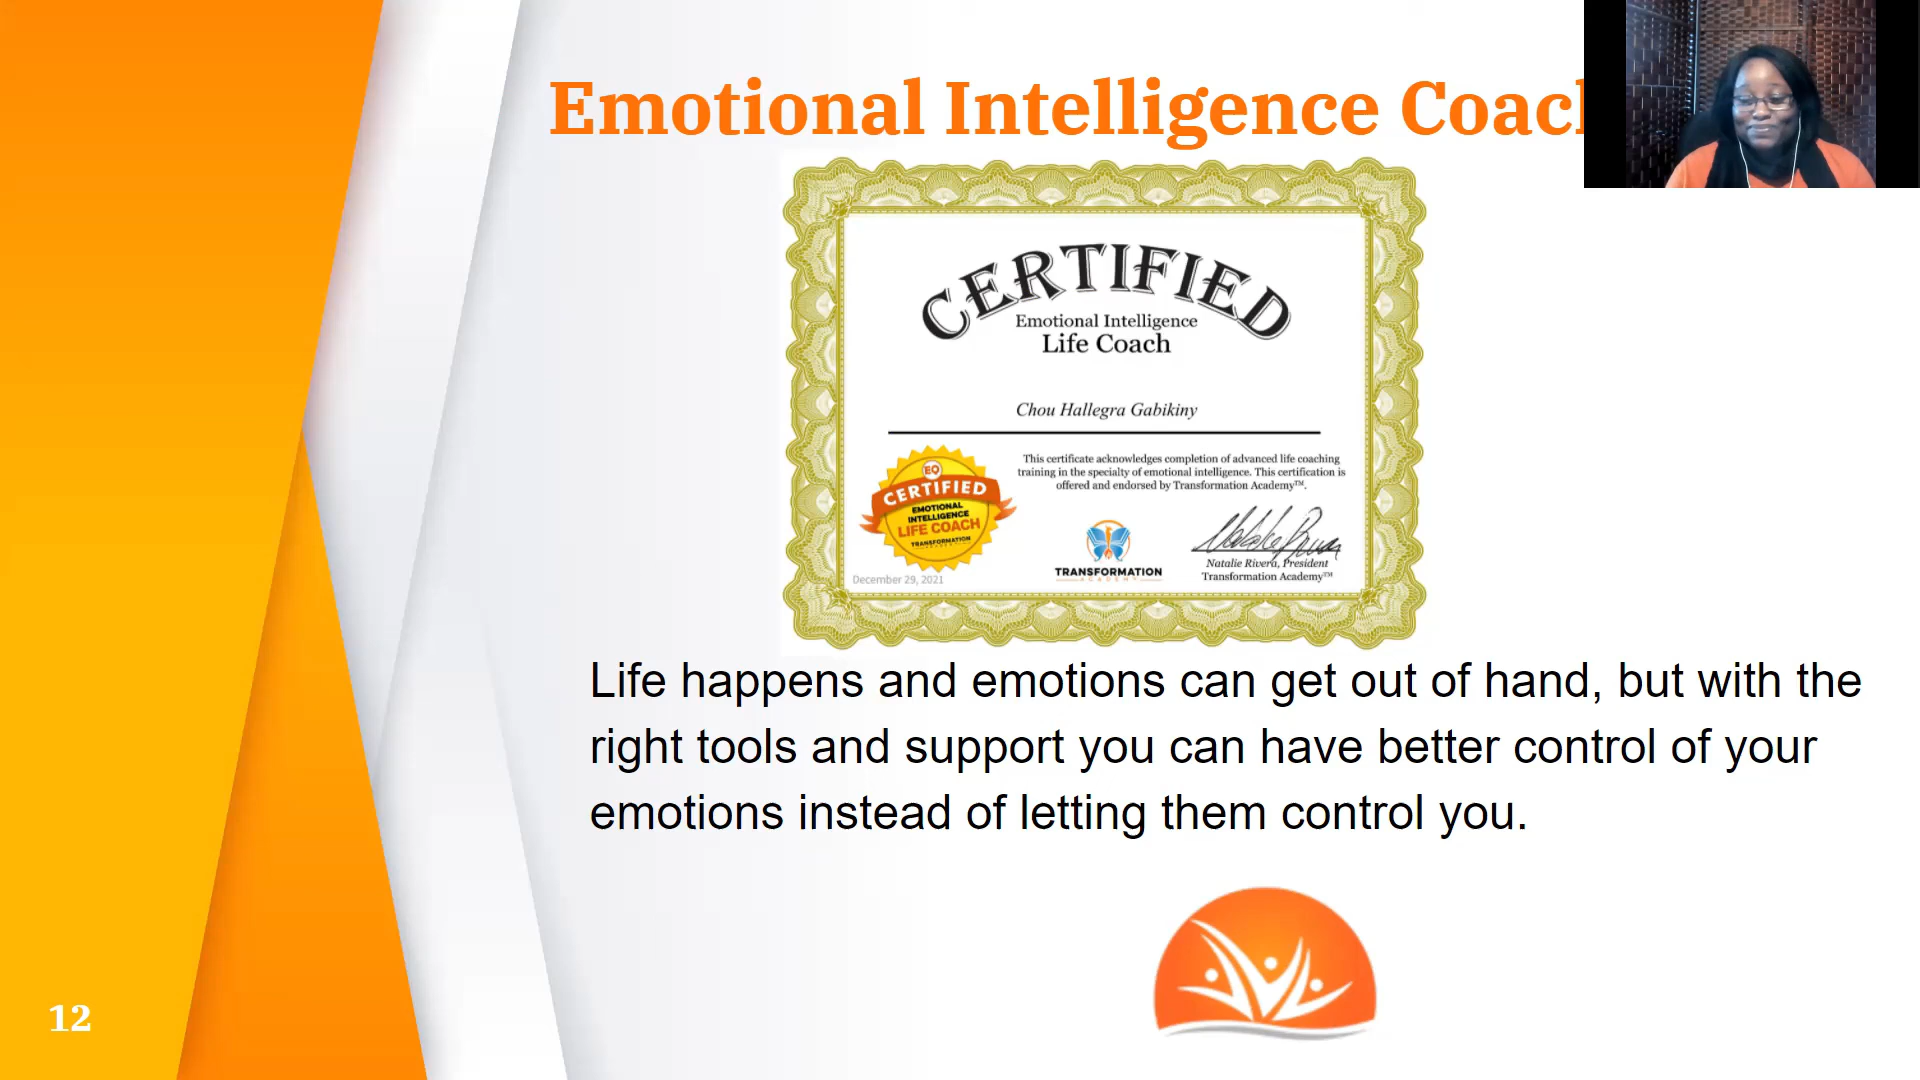 Emotional Intelligence Coach
CERTIFIED
Emotional Intelligence
Life Coach
Chou Hallegra Gabikiny
This certificate acknowledges completion of advanced life coaching
training in the specialty of emotional intelligence. This certification is
offered and endorsed by Transformation Academy™.
EQ
CERTIFIED
EMOTIONAL
INTELLIGENCE
LIFE COACH
TRANSFORMATION
ACADEMY
December 29, 2021
TRANSFORMATION
ACADEMY
Natalie Rivera, President
Transformation Academy™
Life happens and emotions can get out of hand, but with the
right tools and support you can have better control of your
emotions instead of letting them control you.
12